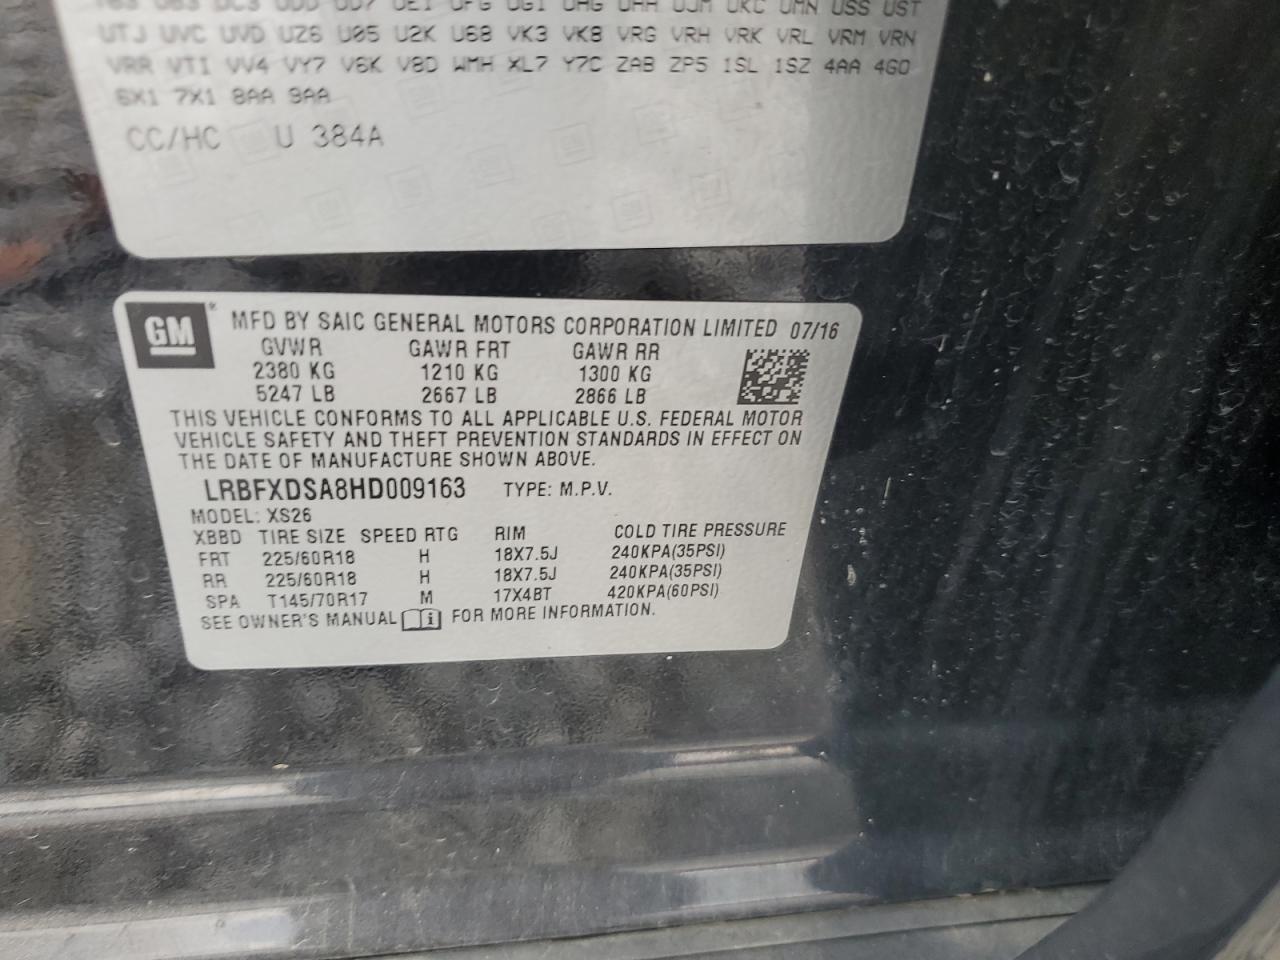 UVC UVD UZ6 U05 U2K U68 VK3 VK8 VRG VRH VRK VRL VRM VRN
VRR VTI VV4 VY7 V6K V8D WMH XL7 Y7C ZAB ZP5 1SL 1SZ 4AA 4G0
6X1 7X1 8AA 9AA
CC/HC U 384A
GM
MFD BY SAIC GENERAL MOTORS CORPORATION LIMITED 07/16
GVWR GAWR FRT GAWR RR
2380 KG 1210 KG 1300 KG
5247 LB 2667 LB 2866 LB
THIS VEHICLE CONFORMS TO ALL APPLICABLE U.S. FEDERAL MOTOR
VEHICLE SAFETY AND THEFT PREVENTION STANDARDS IN EFFECT ON
THE DATE OF MANUFACTURE SHOWN ABOVE.
LRBFXDSA8HD009163 TYPE: M.P.V.
MODEL: XS26
XBBD TIRE SIZE SPEED RTG RIM COLD TIRE PRESSURE
FRT 225/60R18 H 18X7.5J 240KPA(35PSI)
RR 225/60R18 H 18X7.5J 240KPA(35PSI)
SPA T145/70R17 M 17X4BT 420KPA(60PSI)
SEE OWNER'S MANUAL FOR MORE INFORMATION.